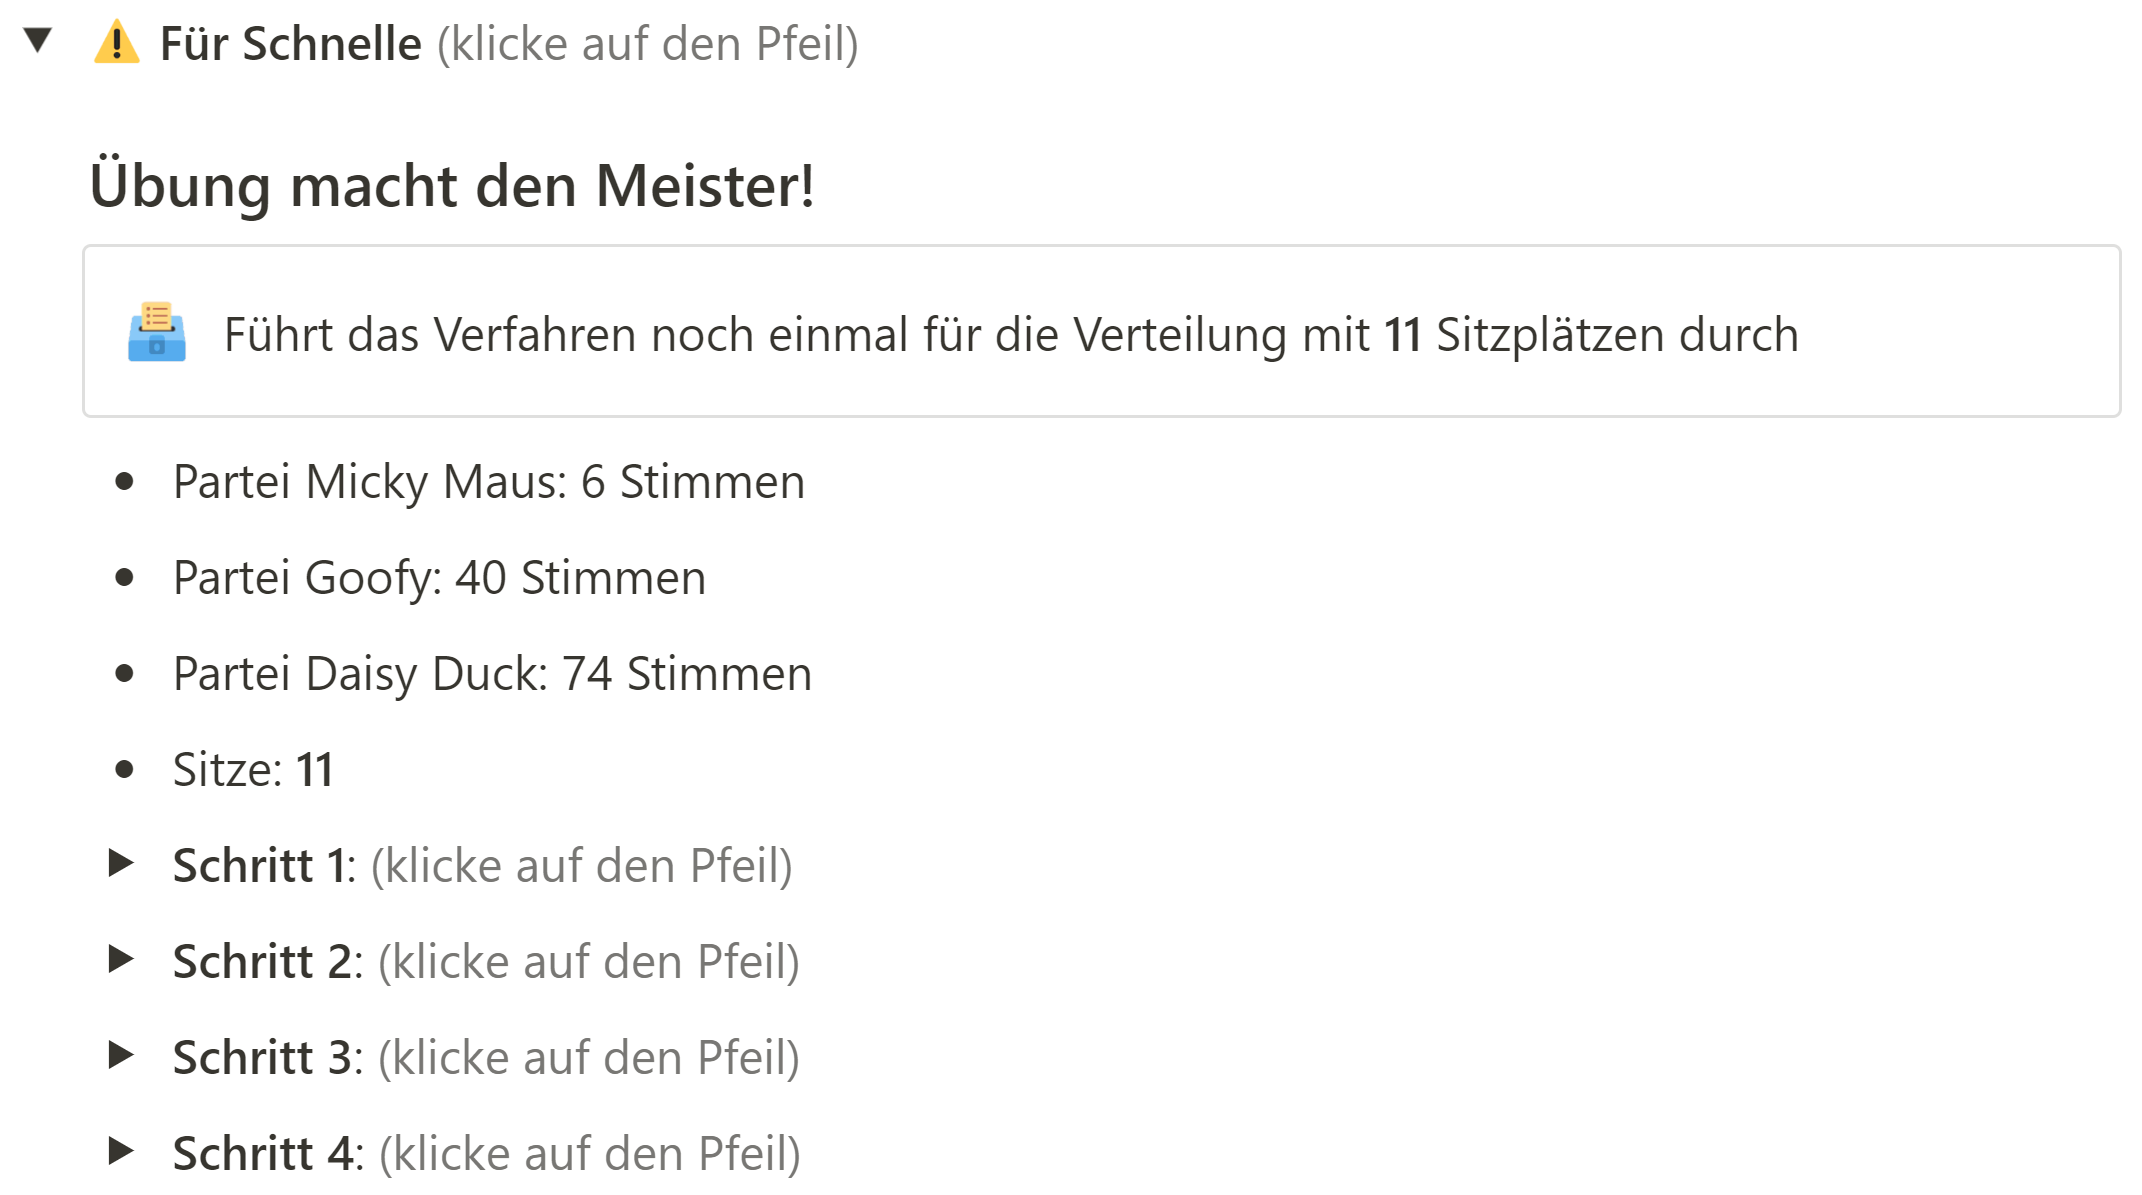 Für Schnelle (klicke auf den Pfeil)
Übung macht den Meister!
Führt das Verfahren noch einmal für die Verteilung mit 11 Sitzplätzen durch
Partei Micky Maus: 6 Stimmen
Partei Goofy: 40 Stimmen
Partei Daisy Duck: 74 Stimmen
Sitze: 11
Schritt 1: (klicke auf den Pfeil)
Schritt 2: (klicke auf den Pfeil)
Schritt 3: (klicke auf den Pfeil)
Schritt 4: (klicke auf den Pfeil)